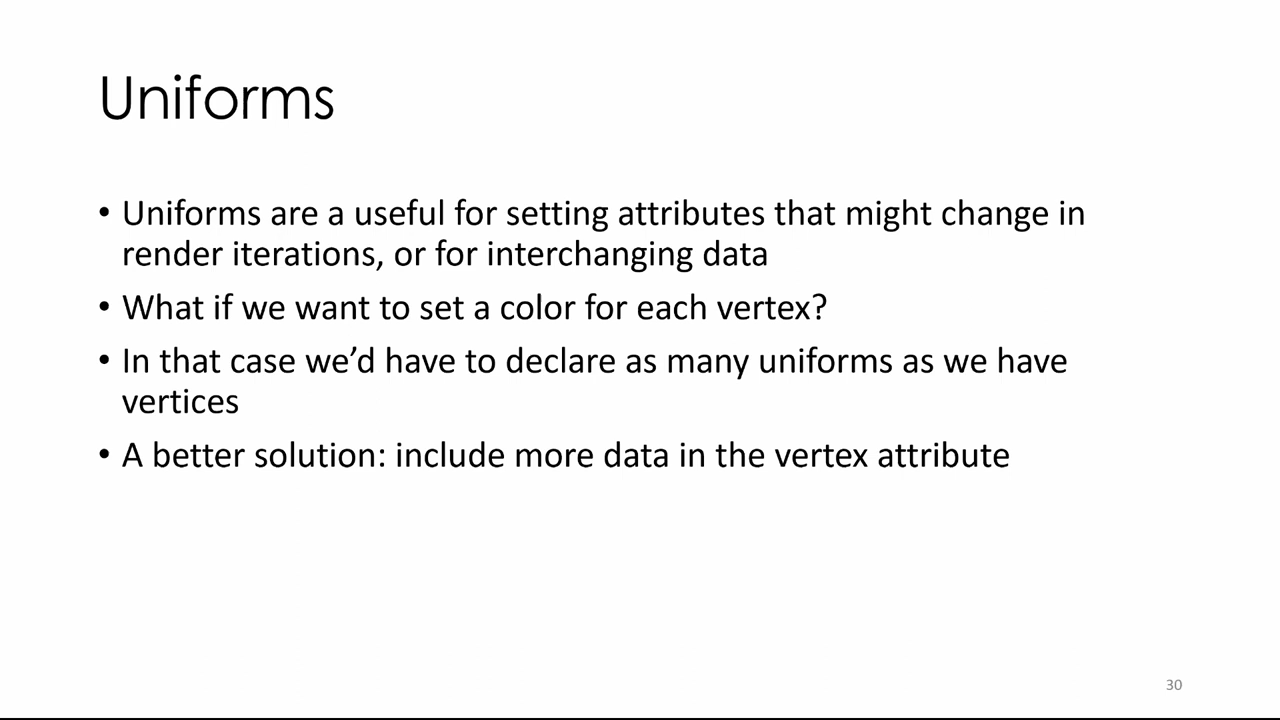 Uniforms
• Uniforms are a useful for setting attributes that might change in
render iterations, or for interchanging data
• What if we want to set a color for each vertex?
• In that case we’d have to declare as many uniforms as we have
vertices
• A better solution: include more data in the vertex attribute
30